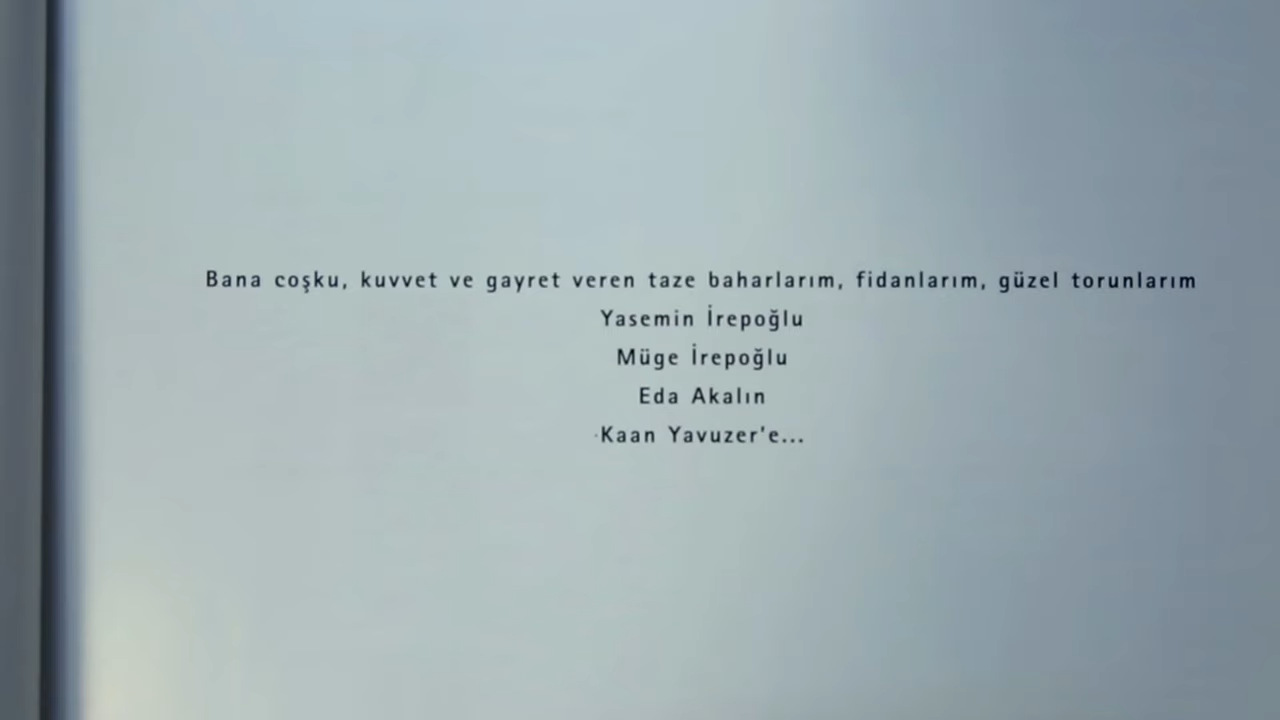 Bana coşku, kuvvet ve gayret veren taze baharlarım, fidanlarım, güzel torunlarım
Yasemin İrepoğlu
Müge İrepoğlu
Eda Akalın
Kaan Yavuzer'e...